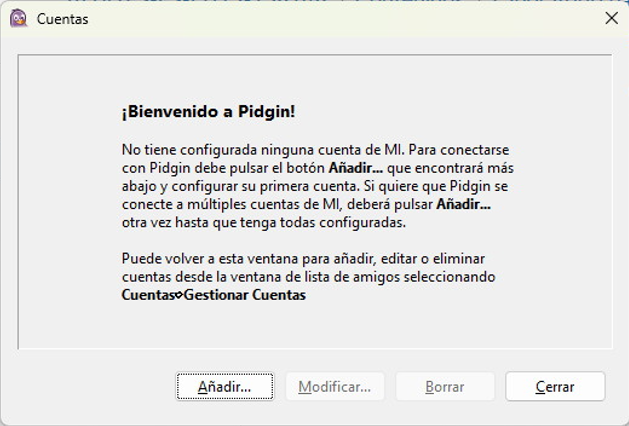 Cuentas
¡Bienvenido a Pidgin!
No tiene configurada ninguna cuenta de MI. Para conectarse
con Pidgin debe pulsar el botón Añadir... que encontrará más
abajo y configurar su primera cuenta. Si quiere que Pidgin se
conecte a múltiples cuentas de MI, deberá pulsar Añadir...
otra vez hasta que tenga todas configuradas.
Puede volver a esta ventana para añadir, editar o eliminar
cuentas desde la ventana de lista de amigos seleccionando
Cuentas⇨Gestionar Cuentas
Añadir... Modificar... Borrar Cerrar